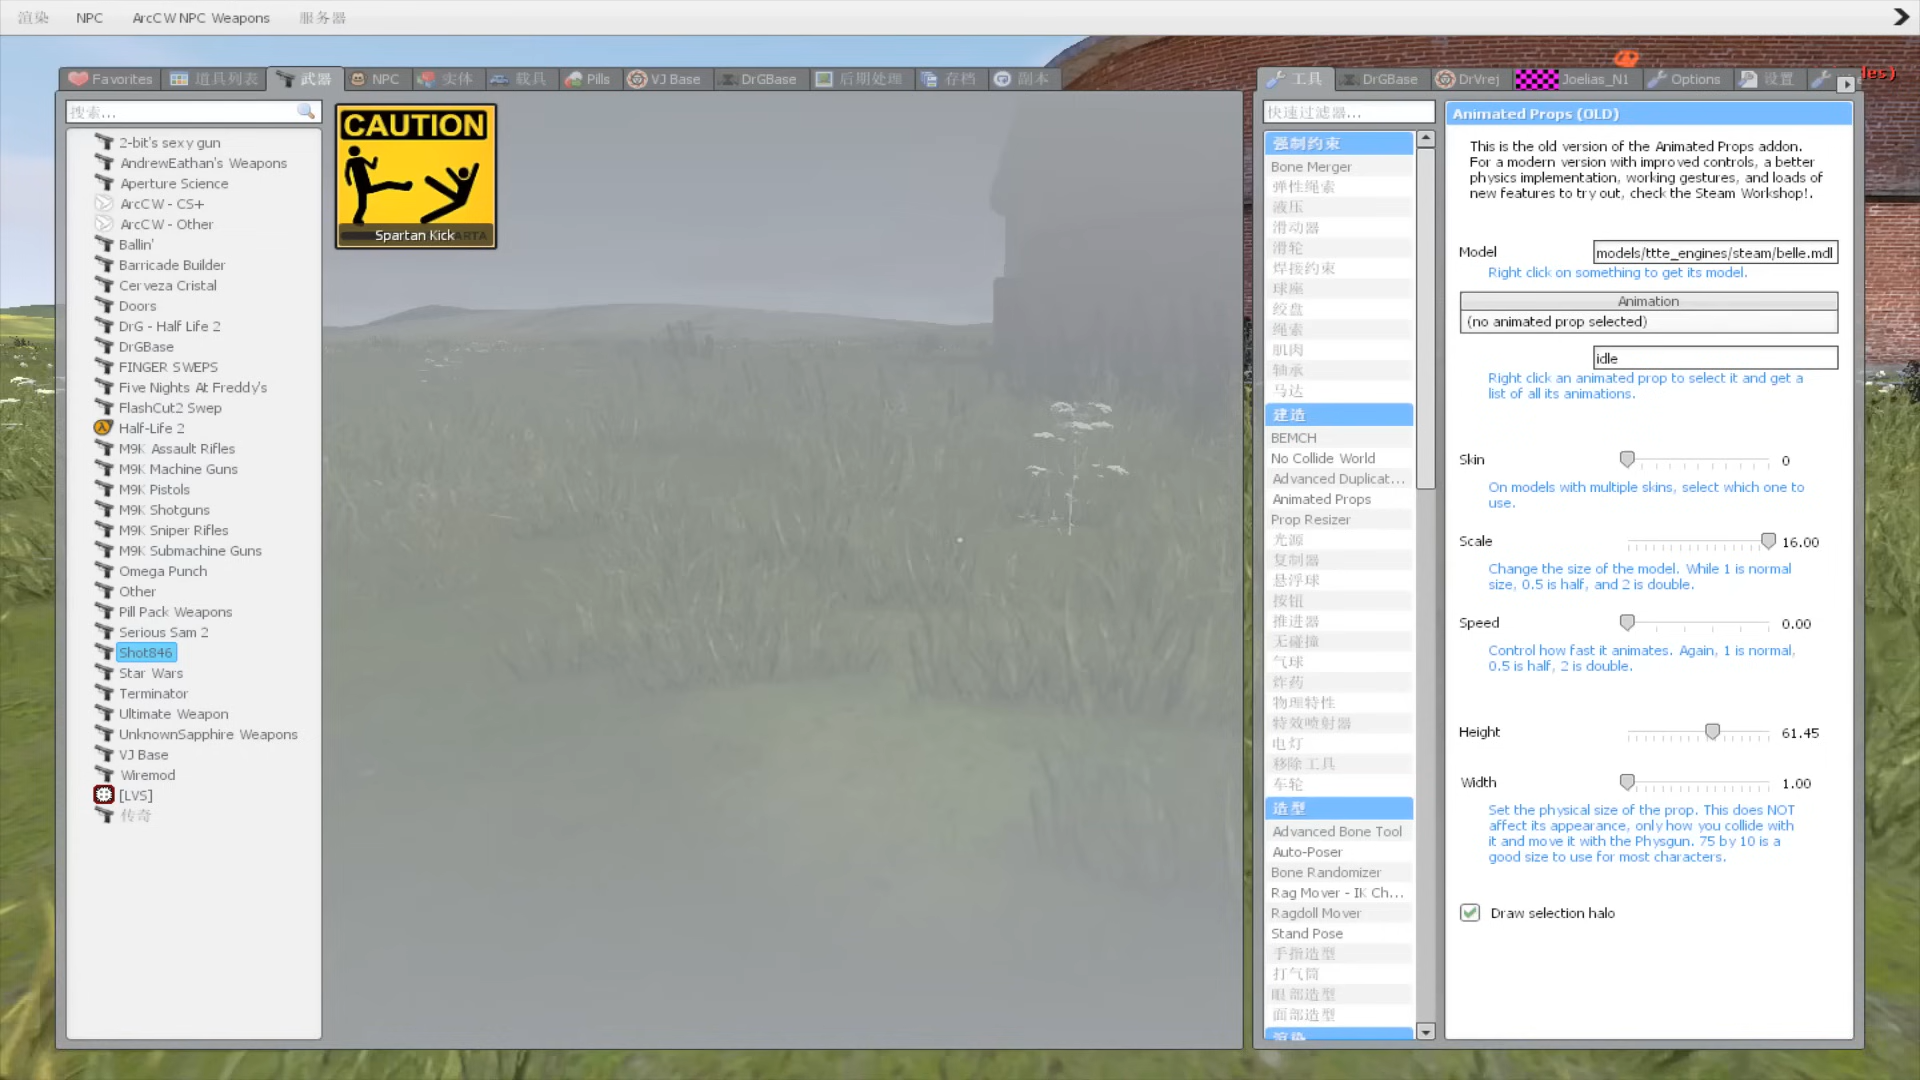 渲染 NPC ArcCW NPC Weapons 服务器
Favorites 道具列表 武器 NPC 实体 载具 Pills VJ Base DrGBase 后期处理 存档 副本
工具 DrGBase DrVrej Joelias_N1 Options 设置
搜索...
2-bit's sexy gun
AndrewEathan's Weapons
Aperture Science
ArcCW - CS+
ArcCW - Other
Ballin'
Barricade Builder
Cerveza Cristal
Doors
DrG - Half Life 2
DrGBase
FINGER SWEPS
Five Nights At Freddy's
FlashCut2 Swep
Half-Life 2
M9K Assault Rifles
M9K Machine Guns
M9K Pistols
M9K Shotguns
M9K Sniper Rifles
M9K Submachine Guns
Omega Punch
Other
Pill Pack Weapons
Serious Sam 2
Shot846
Star Wars
Terminator
Ultimate Weapon
UnknownSapphire Weapons
VJ Base
Wiremod
[LVS]
传奇
CAUTION
Spartan Kick
快速过滤器...
强制约束
Bone Merger
弹性绳索
液压
滑动器
滑轮
焊接约束
球座
绞盘
绳索
肌肉
轴承
马达
建造
BEMCH
No Collide World
Advanced Duplicat...
Animated Props
Prop Resizer
光源
复制器
悬浮球
按钮
推进器
无碰撞
气球
炸药
物理特性
特效喷射器
电灯
移除工具
车轮
造型
Advanced Bone Tool
Auto-Poser
Bone Randomizer
Rag Mover - IK Ch...
Ragdoll Mover
Stand Pose
手指造型
打气筒
眼部造型
面部造型
渲染
Animated Props (OLD)
This is the old version of the Animated Props addon.
For a modern version with improved controls, a better
physics implementation, working gestures, and loads of
new features to try out, check the Steam Workshop!.
Model models/ttte_engines/steam/belle.mdl
Right click on something to get its model.
Animation
(no animated prop selected)
idle
Right click an animated prop to select it and get a
list of all its animations.
Skin 0
On models with multiple skins, select which one to
use.
Scale 16.00
Change the size of the model. While 1 is normal
size, 0.5 is half, and 2 is double.
Speed 0.00
Control how fast it animates. Again, 1 is normal,
0.5 is half, 2 is double.
Height 61.45
Width 1.00
Set the physical size of the prop. This does NOT
affect its appearance, only how you collide with
it and move it with the Physgun. 75 by 10 is a
good size to use for most characters.
Draw selection halo